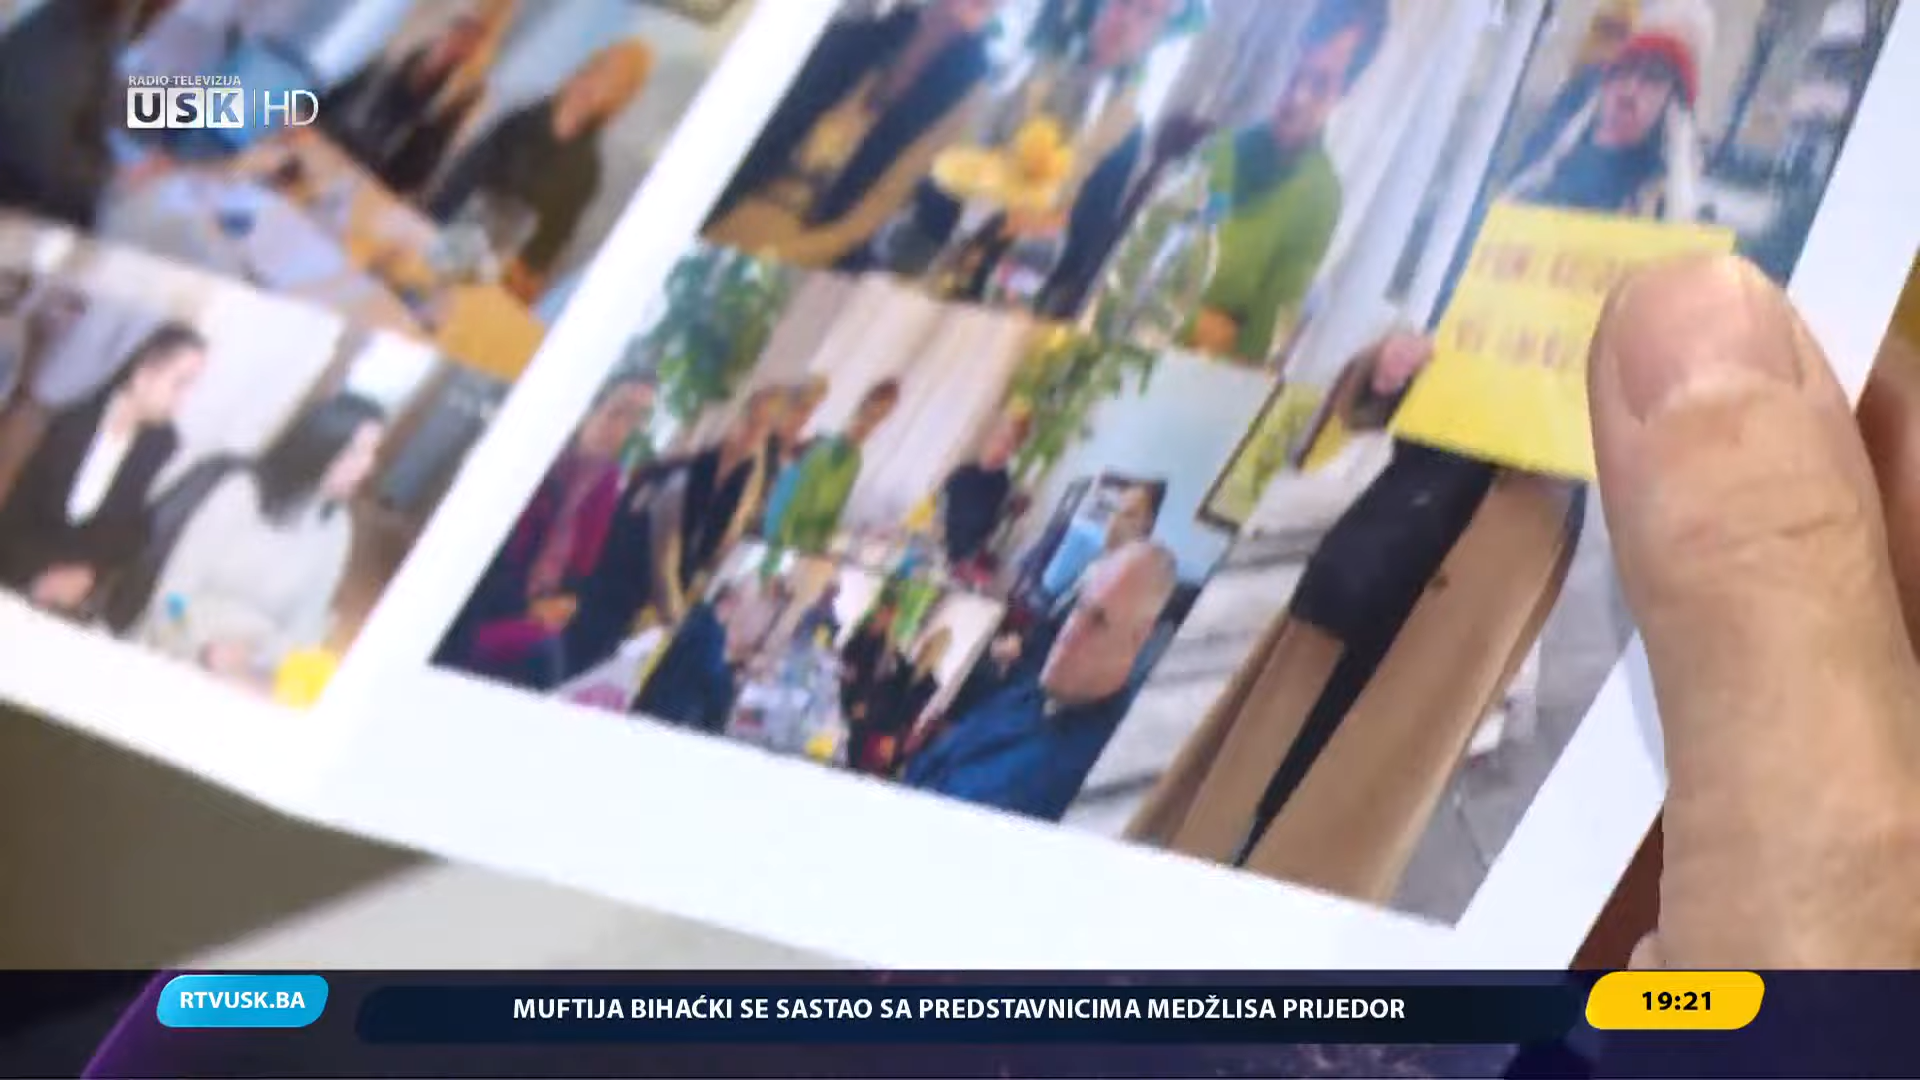 RADIO-TELEVIZIJA
USK|HD
RTVUSK.BA
MUFTIJA BIHAĆKI SE SASTAO SA PREDSTAVNICIMA MEDŽLISA PRIJEDOR
19:21